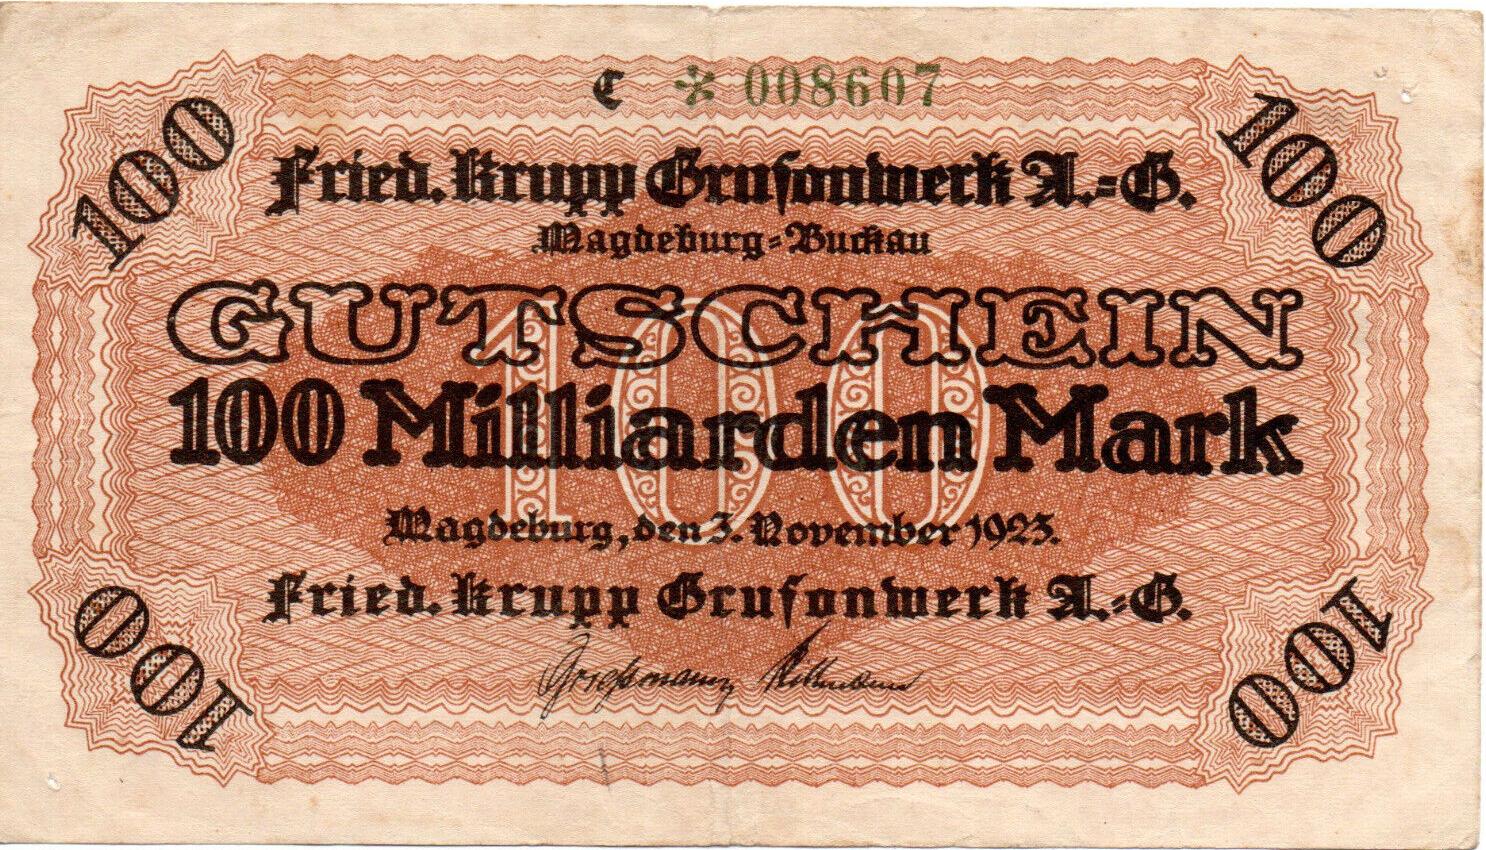 100
C * 008607
100
Fried. Krupp Grusonwerk A.=G.
Magdeburg=Buckau
GUTSCHEIN
100
100 Milliarden Mark
Magdeburg, den 3. November 1923.
Fried. Krupp Grusonwerk A.=G.
100
100